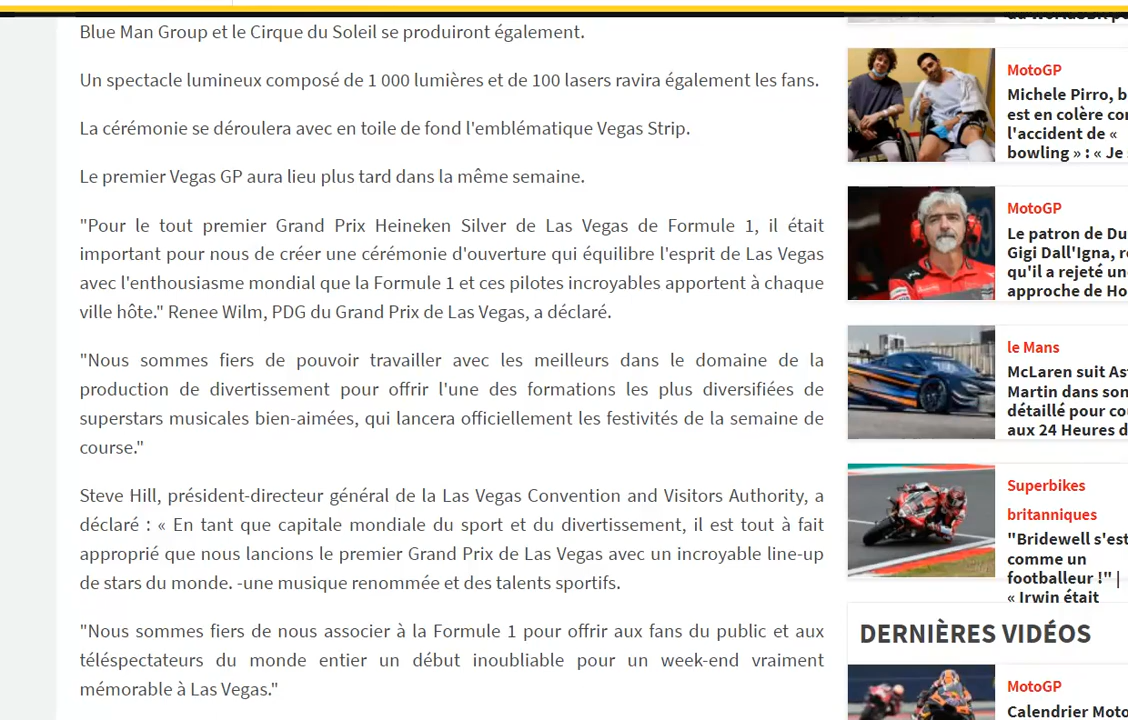 Blue Man Group et le Cirque du Soleil se produiront également.
Un spectacle lumineux composé de 1 000 lumières et de 100 lasers ravira également les fans.
La cérémonie se déroulera avec en toile de fond l'emblématique Vegas Strip.
Le premier Vegas GP aura lieu plus tard dans la même semaine.
"Pour le tout premier Grand Prix Heineken Silver de Las Vegas de Formule 1, il était
important pour nous de créer une cérémonie d'ouverture qui équilibre l'esprit de Las Vegas
avec l'enthousiasme mondial que la Formule 1 et ces pilotes incroyables apportent à chaque
ville hôte." Renee Wilm, PDG du Grand Prix de Las Vegas, a déclaré.
"Nous sommes fiers de pouvoir travailler avec les meilleurs dans le domaine de la
production de divertissement pour offrir l'une des formations les plus diversifiées de
superstars musicales bien-aimées, qui lancera officiellement les festivités de la semaine de
course."
Steve Hill, président-directeur général de la Las Vegas Convention and Visitors Authority, a
déclaré : « En tant que capitale mondiale du sport et du divertissement, il est tout à fait
approprié que nous lancions le premier Grand Prix de Las Vegas avec un incroyable line-up
de stars du monde. -une musique renommée et des talents sportifs.
"Nous sommes fiers de nous associer à la Formule 1 pour offrir aux fans du public et aux
téléspectateurs du monde entier un début inoubliable pour un week-end vraiment
mémorable à Las Vegas."
MotoGP
Michele Pirro, b
est en colère con
l'accident de «
bowling » : « Je
MotoGP
Le patron de Du
Gigi Dall'Igna, r
qu'il a rejeté un
approche de Ho
le Mans
McLaren suit Ast
Martin dans son
détaillé pour co
aux 24 Heures d
Superbikes
britanniques
"Bridewell s'est
comme un
footballeur !" |
« Irwin était
DERNIÈRES VIDÉOS
MotoGP
Calendrier Moto